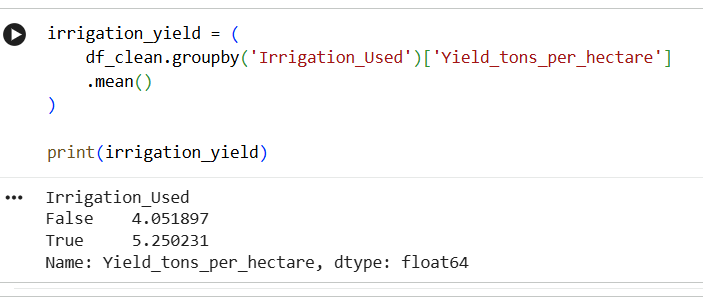 irrigation_yield = (
    df_clean.groupby('Irrigation_Used')['Yield_tons_per_hectare']
    .mean()
)
print(irrigation_yield)
Irrigation_Used
False    4.051897
True     5.250231
Name: Yield_tons_per_hectare, dtype: float64